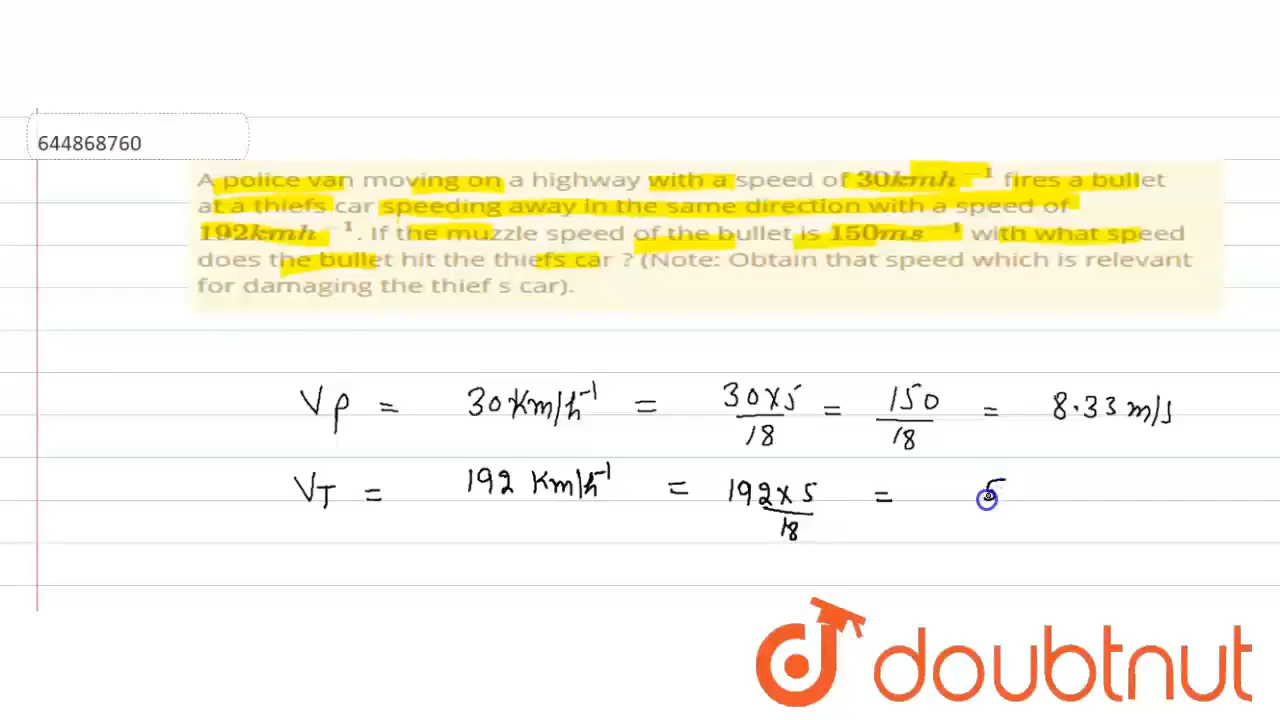 644868760
A police van moving on a highway with a speed of 30kmh⁻¹ fires a bullet
at a thiefs car speeding away in the same direction with a speed of
192kmh⁻¹. If the muzzle speed of the bullet is 150ms⁻¹ with what speed
does the bullet hit the thiefs car ? (Note: Obtain that speed which is relevant
for damaging the thief s car).
Vp = 30 Km/h⁻¹ = 30x5/18 = 150/18 = 8.33 m/s
VT = 192 Km/h⁻¹ = 192x5/18 = 5
doubtnut